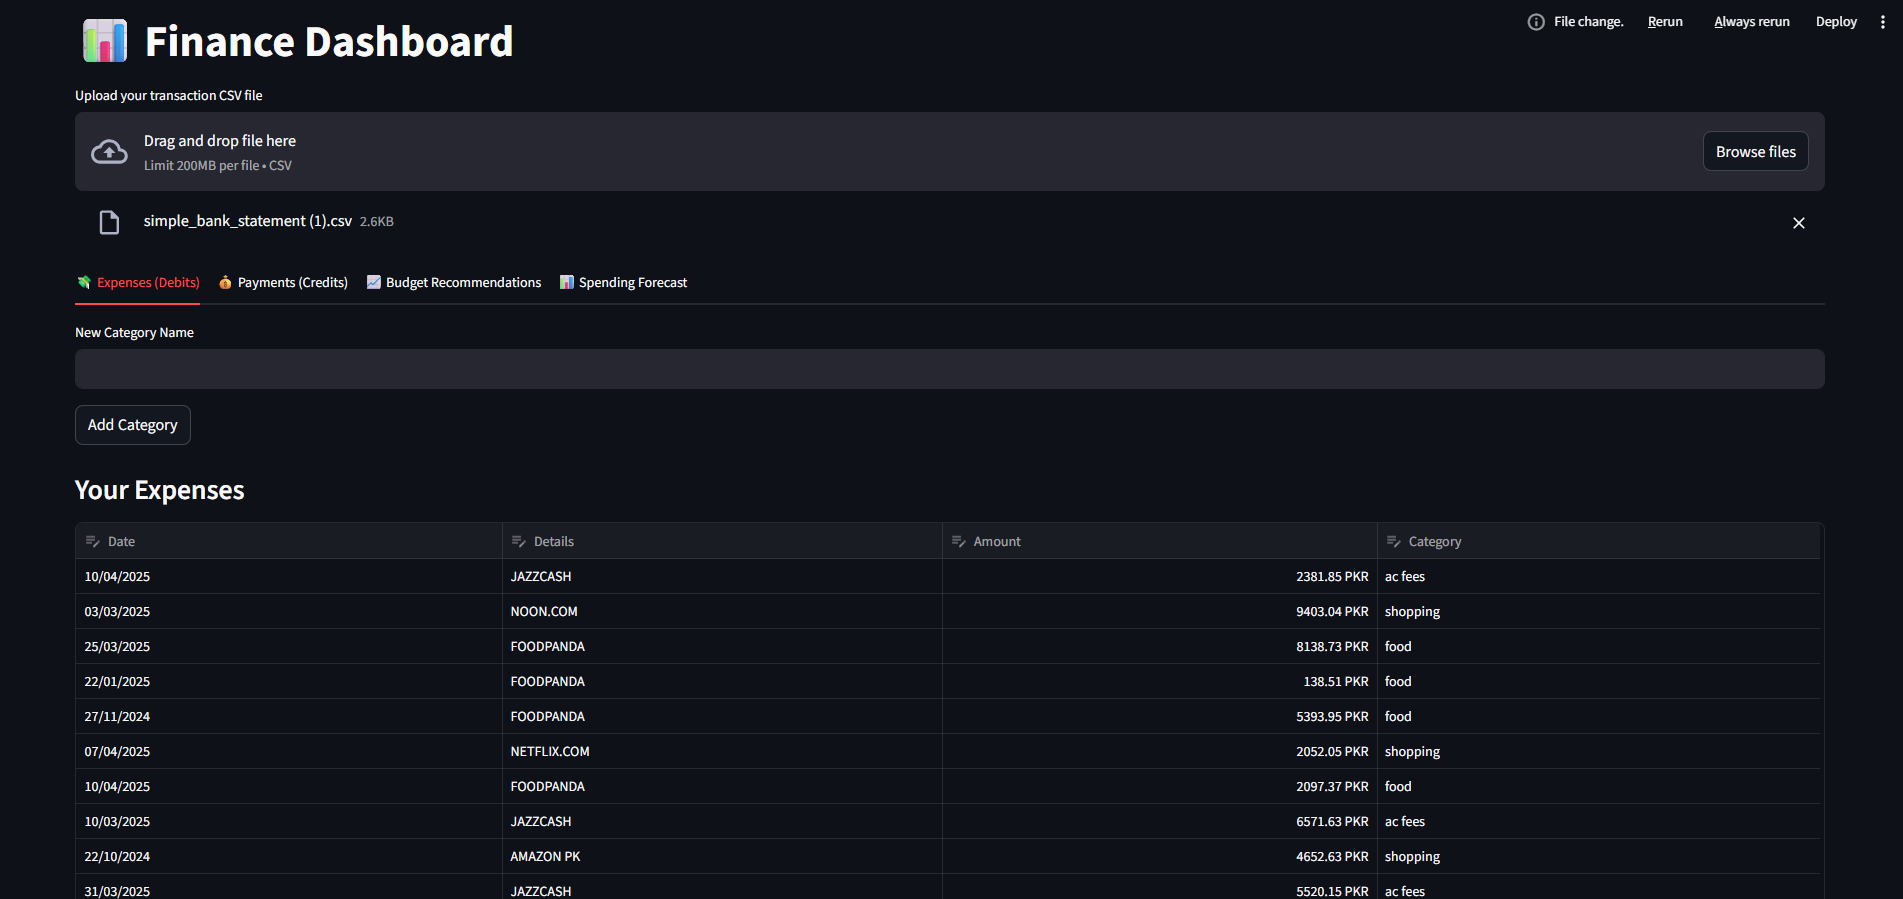 File change. Rerun Always rerun Deploy
Finance Dashboard
Upload your transaction CSV file
Drag and drop file here
Limit 200MB per file • CSV
Browse files
simple_bank_statement (1).csv 2.6KB
Expenses (Debits) Payments (Credits) Budget Recommendations Spending Forecast
New Category Name
Add Category
Your Expenses
Date Details Amount Category
10/04/2025 JAZZCASH 2381.85 PKR ac fees
03/03/2025 NOON.COM 9403.04 PKR shopping
25/03/2025 FOODPANDA 8138.73 PKR food
22/01/2025 FOODPANDA 138.51 PKR food
27/11/2024 FOODPANDA 5393.95 PKR food
07/04/2025 NETFLIX.COM 2052.05 PKR shopping
10/04/2025 FOODPANDA 2097.37 PKR food
10/03/2025 JAZZCASH 6571.63 PKR ac fees
22/10/2024 AMAZON PK 4652.63 PKR shopping
31/03/2025 JAZZCASH 5520.15 PKR ac fees